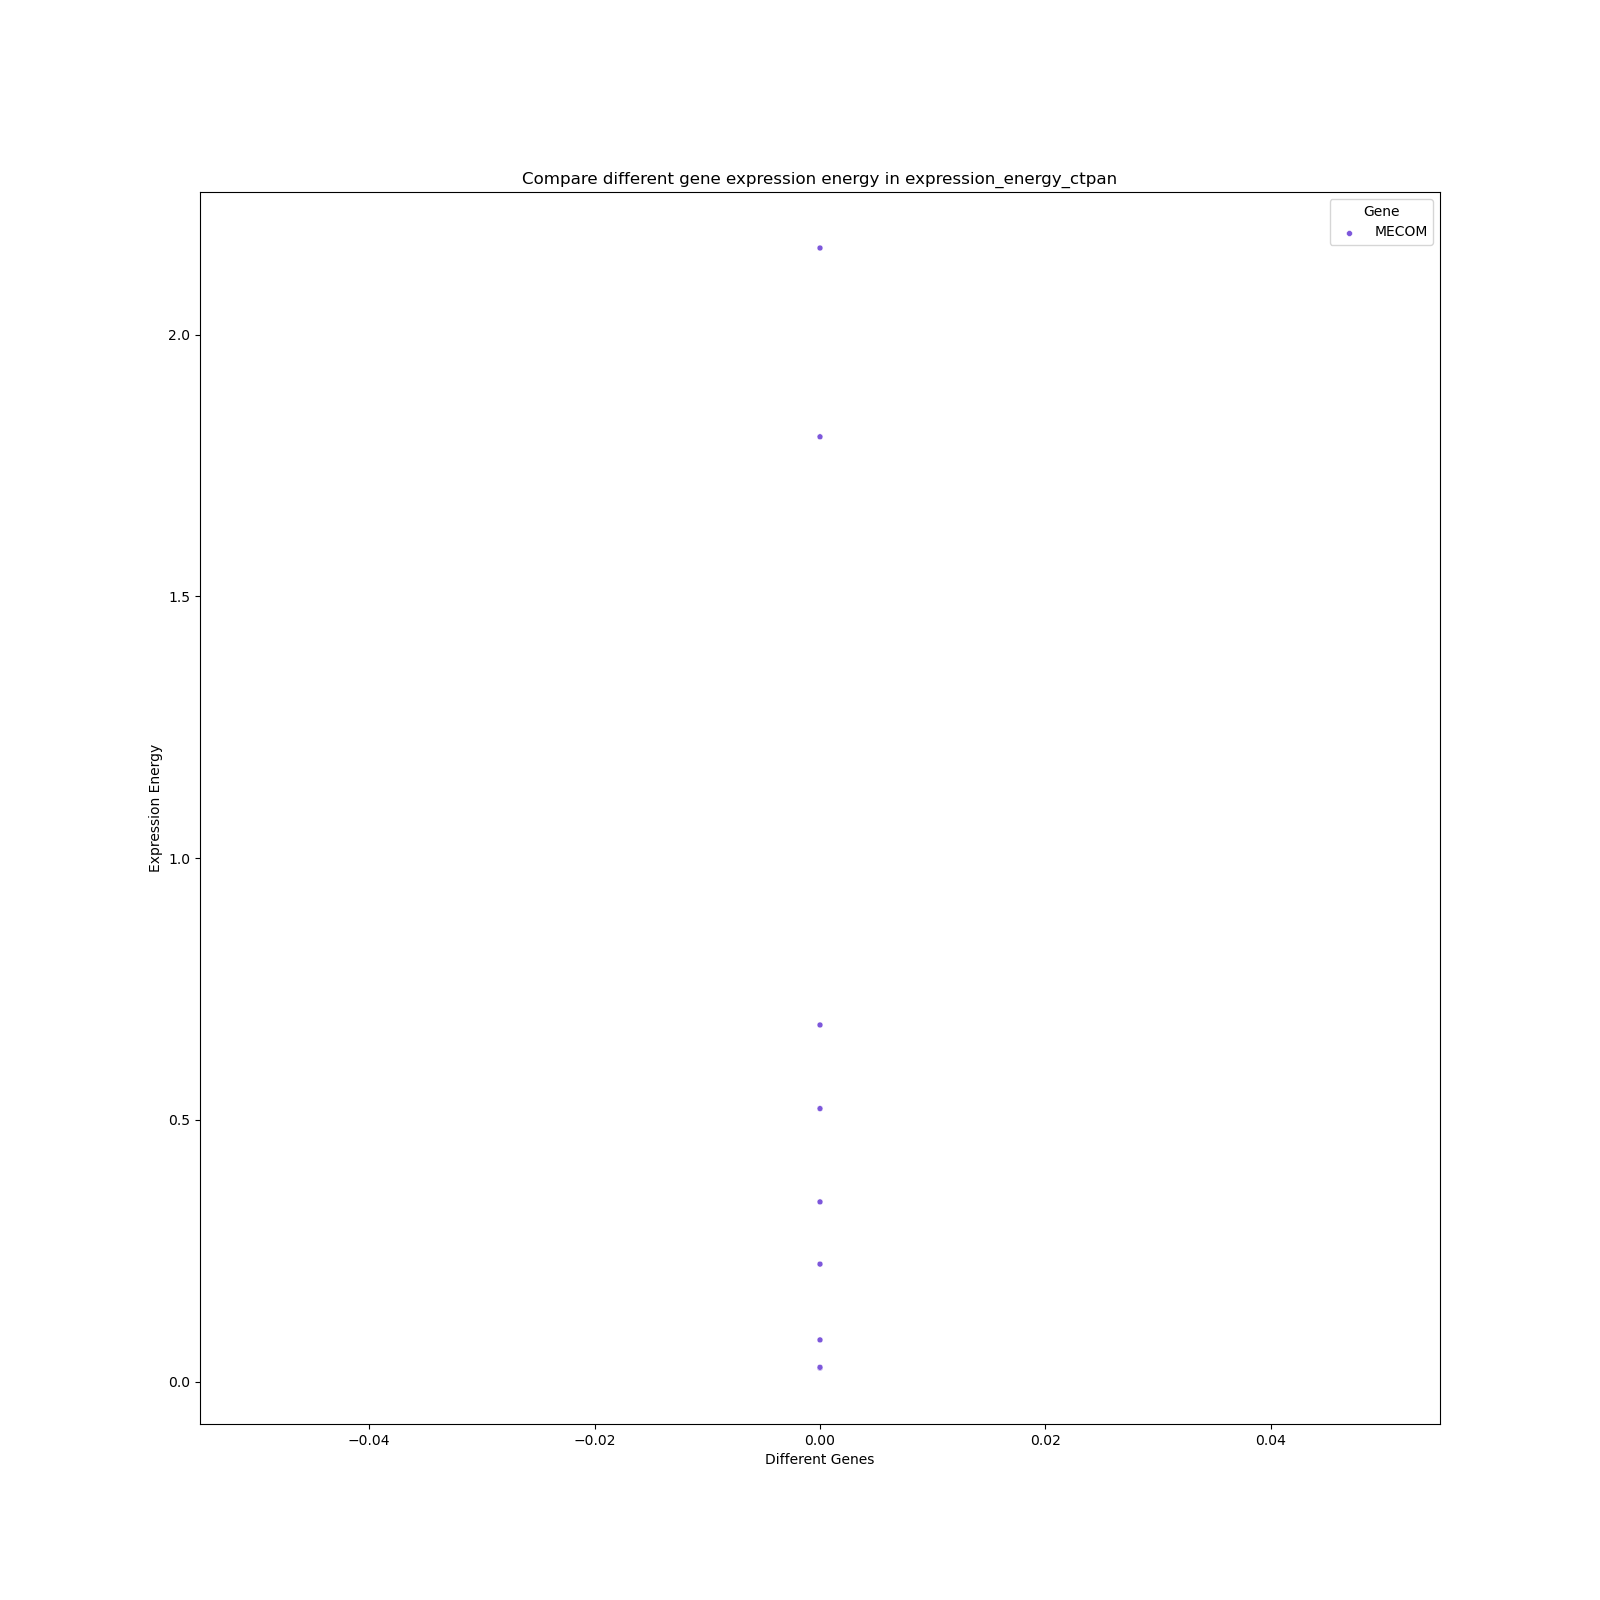 Compare different gene expression energy in expression_energy_ctpan
Gene
MECOM
2.0
1.5
1.0
0.5
0.0
Expression Energy
−0.04
−0.02
0.00
0.02
0.04
Different Genes